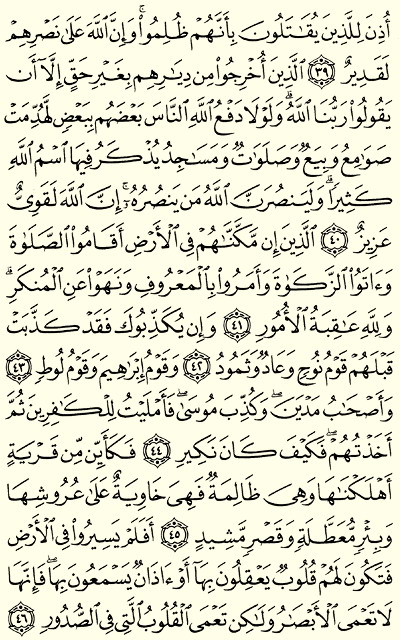 أُذِنَ لِلَّذِينَ يُقَـٰتَلُونَ بِأَنَّهُمْ ظُلِمُوا۟ ۚ وَإِنَّ ٱللَّهَ عَلَىٰ نَصْرِهِمْ
لَقَدِيرٌ ٣٩ ٱلَّذِينَ أُخْرِجُوا۟ مِن دِيَـٰرِهِم بِغَيْرِ حَقٍّ إِلَّآ أَن
يَقُولُوا۟ رَبُّنَا ٱللَّهُ ۗ وَلَوْلَا دَفْعُ ٱللَّهِ ٱلنَّاسَ بَعْضَهُم بِبَعْضٍ لَّهُدِّمَتْ
صَوَٰمِعُ وَبِيَعٌ وَصَلَوَٰتٌ وَمَسَـٰجِدُ يُذْكَرُ فِيهَا ٱسْمُ ٱللَّهِ
كَثِيرًا ۗ وَلَيَنصُرَنَّ ٱللَّهُ مَن يَنصُرُهُۥٓ ۗ إِنَّ ٱللَّهَ لَقَوِىٌّ
عَزِيزٌ ٤٠ ٱلَّذِينَ إِن مَّكَّنَّـٰهُمْ فِى ٱلْأَرْضِ أَقَامُوا۟ ٱلصَّلَوٰةَ
وَءَاتَوُا۟ ٱلزَّكَوٰةَ وَأَمَرُوا۟ بِٱلْمَعْرُوفِ وَنَهَوْا۟ عَنِ ٱلْمُنكَرِ ۗ
وَلِلَّهِ عَـٰقِبَةُ ٱلْأُمُورِ ٤١ وَإِن يُكَذِّبُوكَ فَقَدْ كَذَّبَتْ
قَبْلَهُمْ قَوْمُ نُوحٍ وَعَادٌ وَثَمُودُ ٤٢ وَقَوْمُ إِبْرَٰهِيمَ وَقَوْمُ لُوطٍ ٤٣
وَأَصْحَـٰبُ مَدْيَنَ ۖ وَكُذِّبَ مُوسَىٰ فَأَمْلَيْتُ لِلْكَـٰفِرِينَ ثُمَّ
أَخَذْتُهُمْ ۖ فَكَيْفَ كَانَ نَكِيرِ ٤٤ فَكَأَيِّن مِّن قَرْيَةٍ
أَهْلَكْنَـٰهَا وَهِىَ ظَالِمَةٌ فَهِىَ خَاوِيَةٌ عَلَىٰ عُرُوشِهَا
وَبِئْرٍ مُّعَطَّلَةٍ وَقَصْرٍ مَّشِيدٍ ٤٥ أَفَلَمْ يَسِيرُوا۟ فِى ٱلْأَرْضِ
فَتَكُونَ لَهُمْ قُلُوبٌ يَعْقِلُونَ بِهَآ أَوْ ءَاذَانٌ يَسْمَعُونَ بِهَا ۖ فَإِنَّهَا
لَا تَعْمَى ٱلْأَبْصَـٰرُ وَلَـٰكِن تَعْمَى ٱلْقُلُوبُ ٱلَّتِى فِى ٱلصُّدُورِ ٤٦